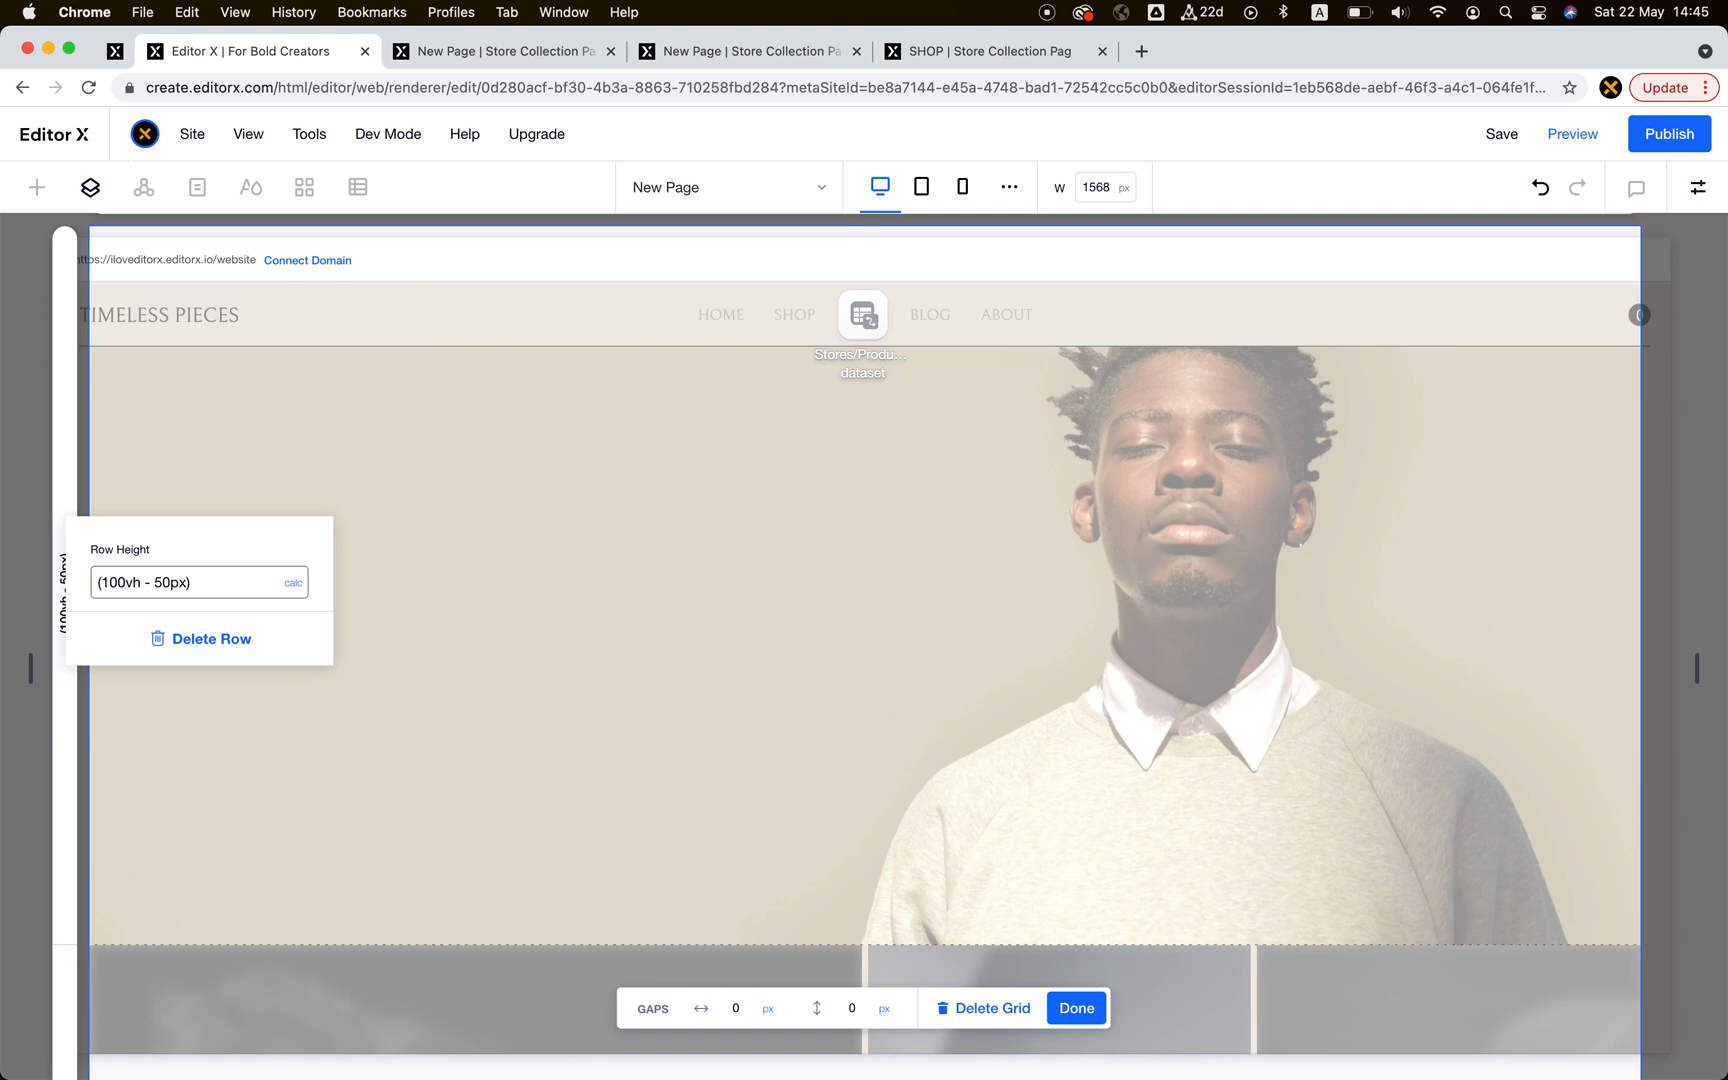 Chrome File Edit View History Bookmarks Profiles Tab Window Help A 22d Sat 22 May 14:45
Editor X | For Bold Creators New Page | Store Collection Pa New Page | Store Collection Pa SHOP | Store Collection Pag
create.editorx.com/html/editor/web/renderer/edit/0d280acf-bf30-4b3a-8863-710258fbd284?metaSiteId=be8a7144-e45a-4748-bad1-72542cc5c0b0&editorSessionId=1eb568de-aebf-46f3-a4c1-064fe1f... Update
Editor X Site View Tools Dev Mode Help Upgrade Save Preview Publish
New Page W 1568 px
https://iloveditorx.editorx.io/website Connect Domain
TIMELESS PIECES HOME SHOP BLOG ABOUT 0
Stores/Produ...
dataset
(100vh - 50px)
Row Height
(100vh - 50px) calc
Delete Row
GAPS 0 px 0 px Delete Grid Done